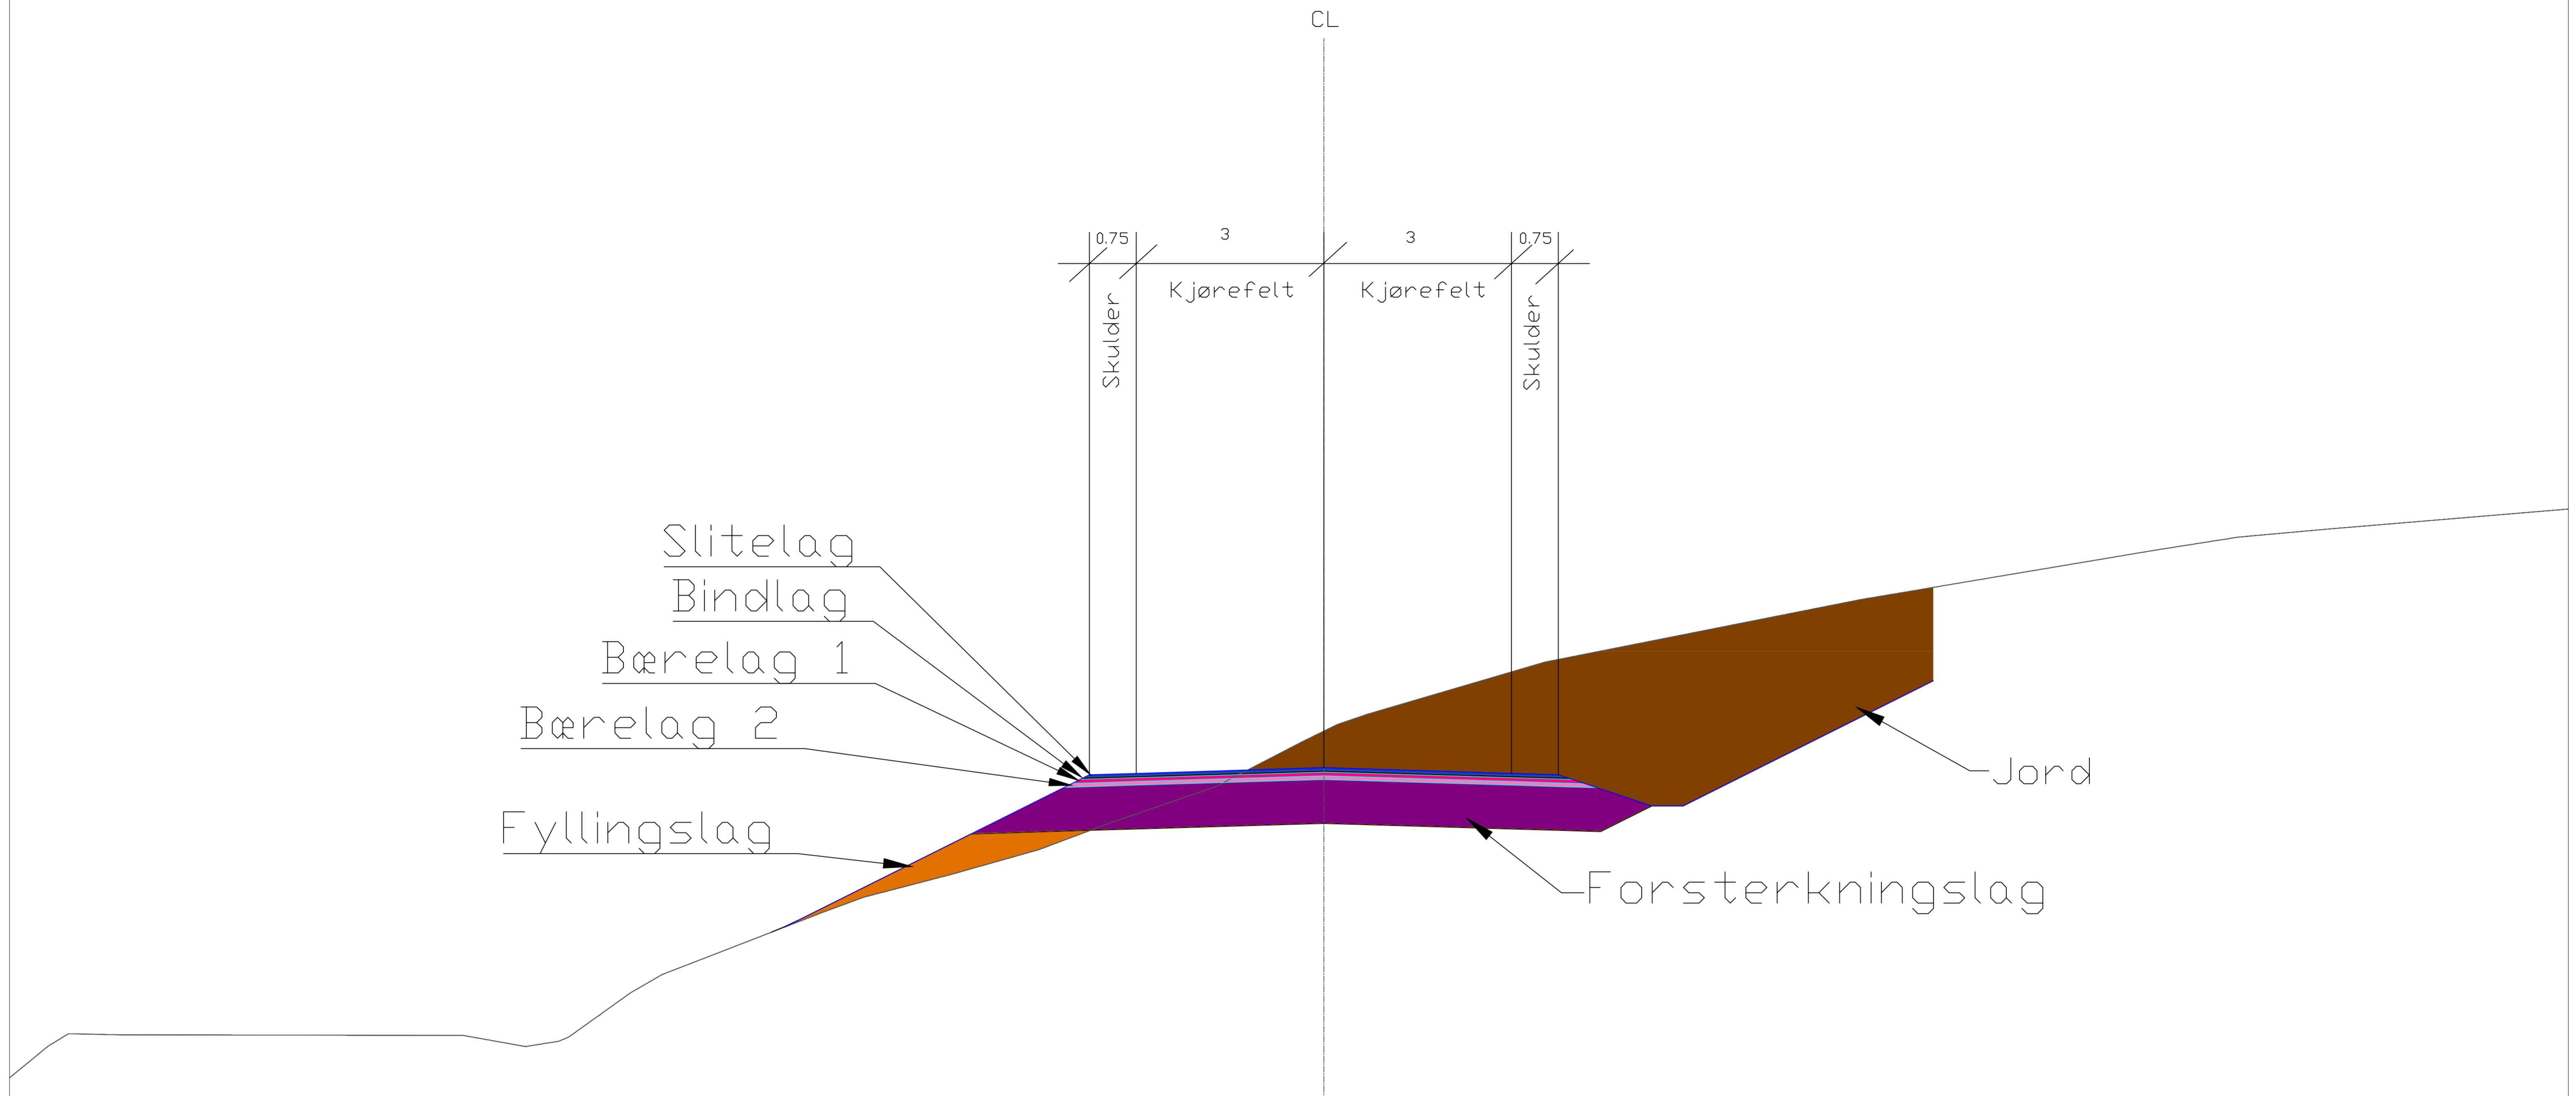 CL
0.75 3 3 0.75
Kjørefelt Kjørefelt
Skulder Skulder
Slitelag
Bindlag
Bærelag 1
Bærelag 2
Jord
Fyllingslag
Forsterkningslag